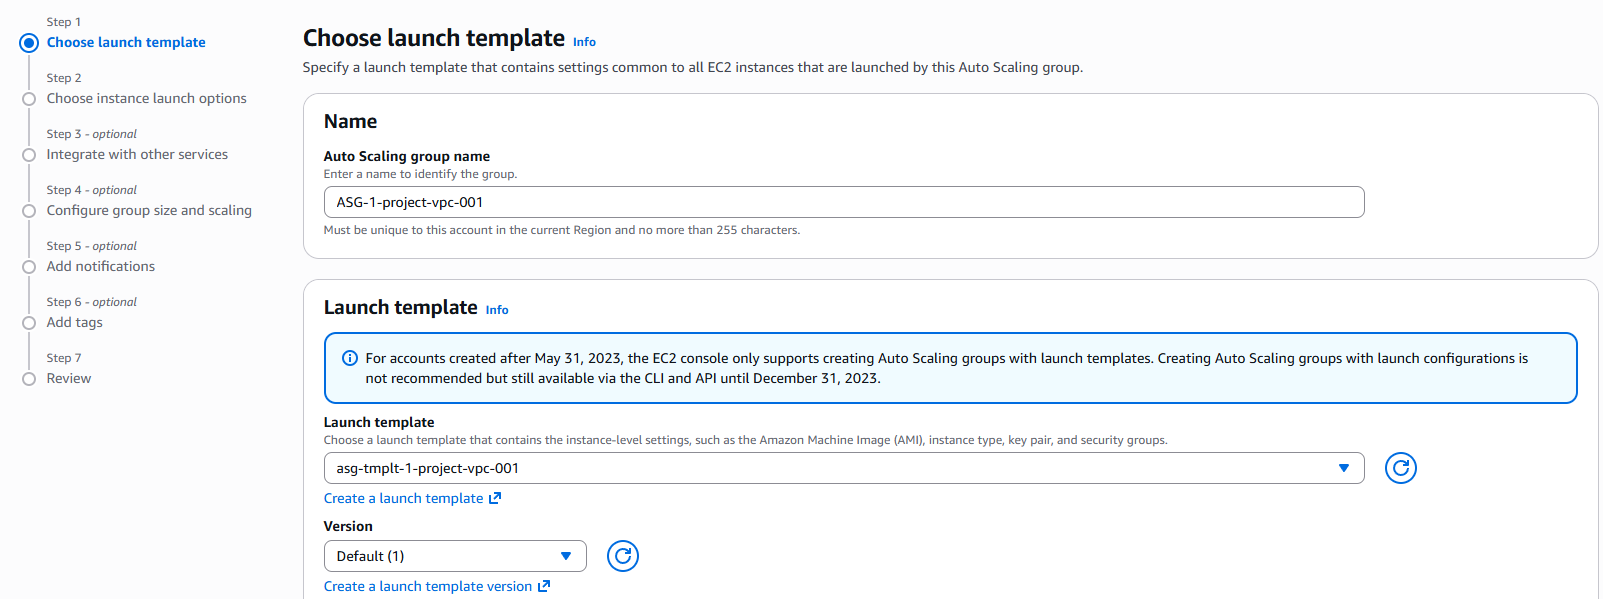 Step 1
Choose launch template
Step 2
Choose instance launch options
Step 3 - optional
Integrate with other services
Step 4 - optional
Configure group size and scaling
Step 5 - optional
Add notifications
Step 6 - optional
Add tags
Step 7
Review
Choose launch template Info
Specify a launch template that contains settings common to all EC2 instances that are launched by this Auto Scaling group.
Name
Auto Scaling group name
Enter a name to identify the group.
ASG-1-project-vpc-001
Must be unique to this account in the current Region and no more than 255 characters.
Launch template Info
For accounts created after May 31, 2023, the EC2 console only supports creating Auto Scaling groups with launch templates. Creating Auto Scaling groups with launch configurations is
not recommended but still available via the CLI and API until December 31, 2023.
Launch template
Choose a launch template that contains the instance-level settings, such as the Amazon Machine Image (AMI), instance type, key pair, and security groups.
asg-tmplt-1-project-vpc-001
Create a launch template
Version
Default (1)
Create a launch template version